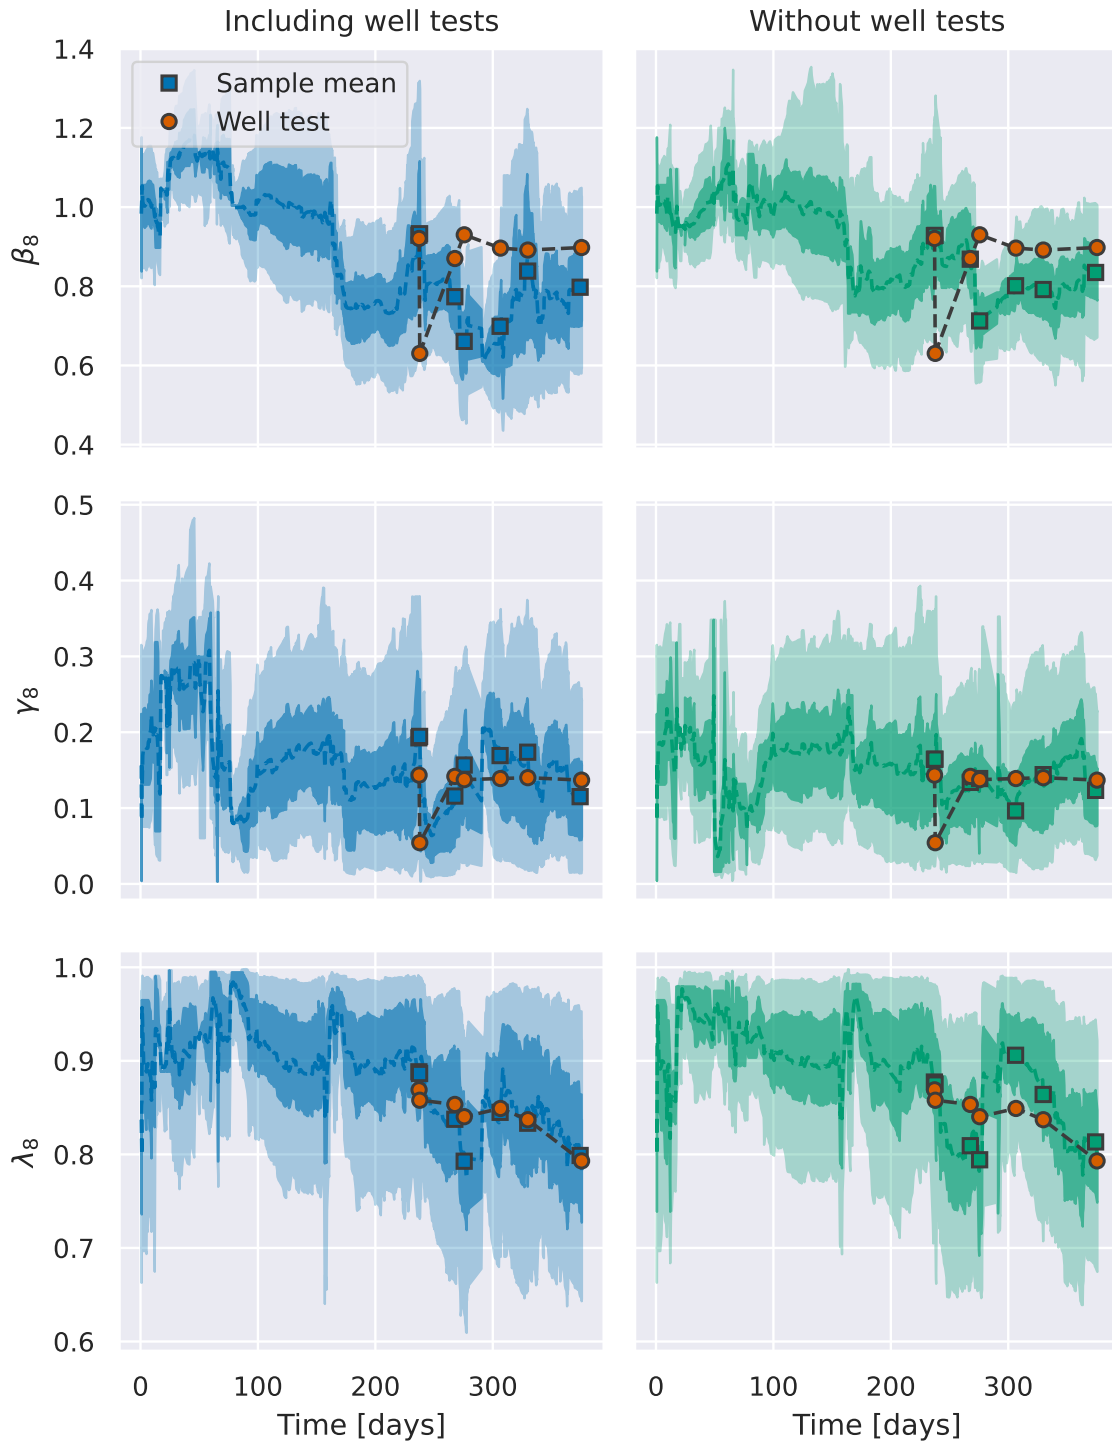 Including well tests
Without well tests
1.4
1.2
1.0
0.8
0.6
0.4
β8
Sample mean
Well test
0.5
0.4
0.3
0.2
0.1
0.0
γ8
1.0
0.9
0.8
0.7
0.6
λ8
0 100 200 300
0 100 200 300
Time [days]
Time [days]